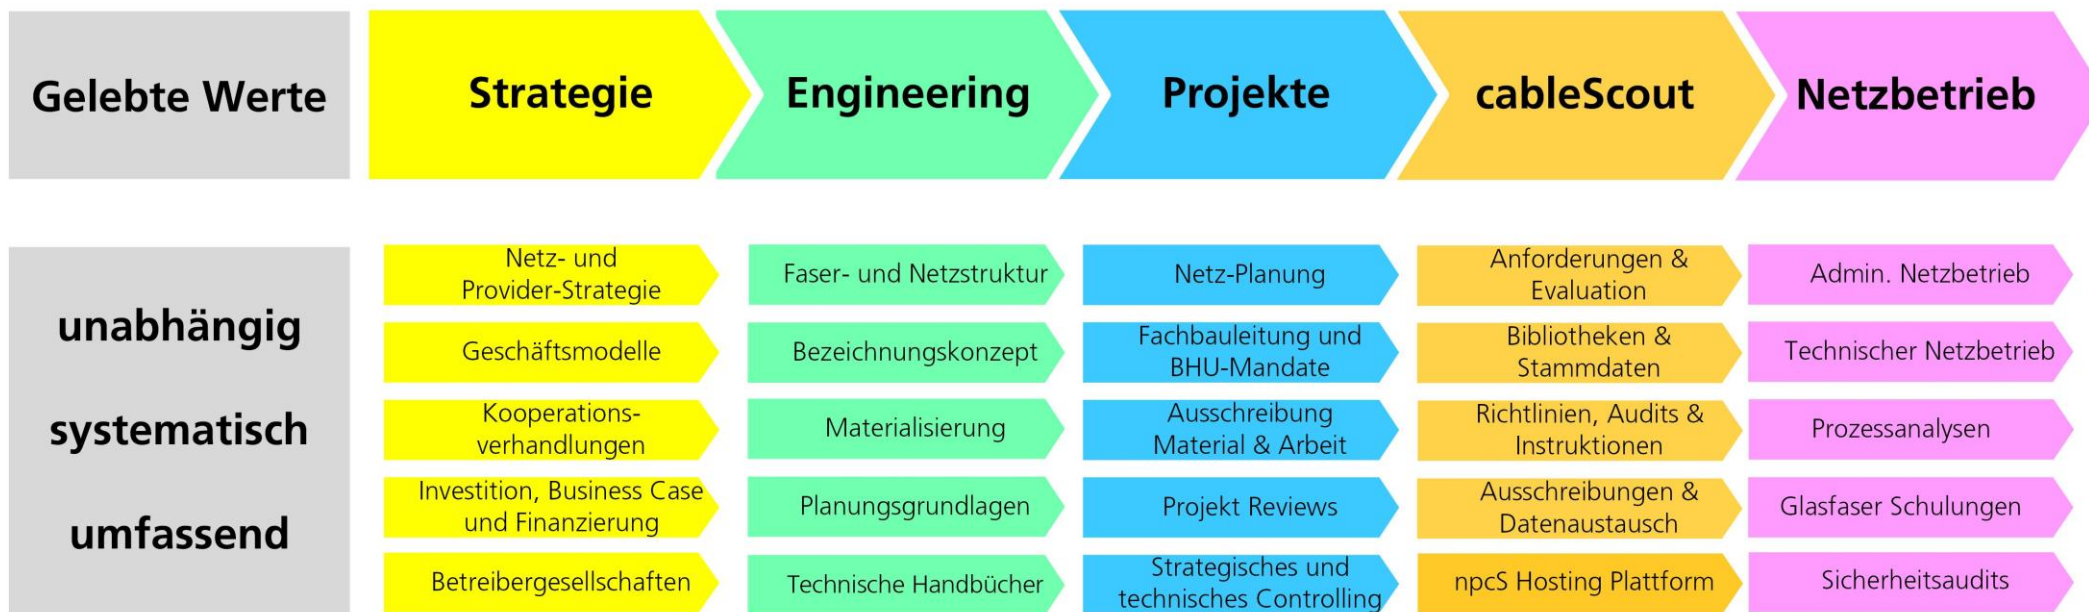 Gelebte Werte
Strategie
Engineering
Projekte
cableScout
Netzbetrieb
unabhängig
systematisch
umfassend
Netz- und
Provider-Strategie
Geschäftsmodelle
Kooperations-
verhandlungen
Investition, Business Case
und Finanzierung
Betreibergesellschaften
Faser- und Netzstruktur
Bezeichnungskonzept
Materialisierung
Planungsgrundlagen
Technische Handbücher
Netz-Planung
Fachbauleitung und
BHU-Mandate
Ausschreibung
Material & Arbeit
Projekt Reviews
Strategisches und
technisches Controlling
Anforderungen &
Evaluation
Bibliotheken &
Stammdaten
Richtlinien, Audits &
Instruktionen
Ausschreibungen &
Datenaustausch
npcS Hosting Plattform
Admin. Netzbetrieb
Technischer Netzbetrieb
Prozessanalysen
Glasfaser Schulungen
Sicherheitsaudits